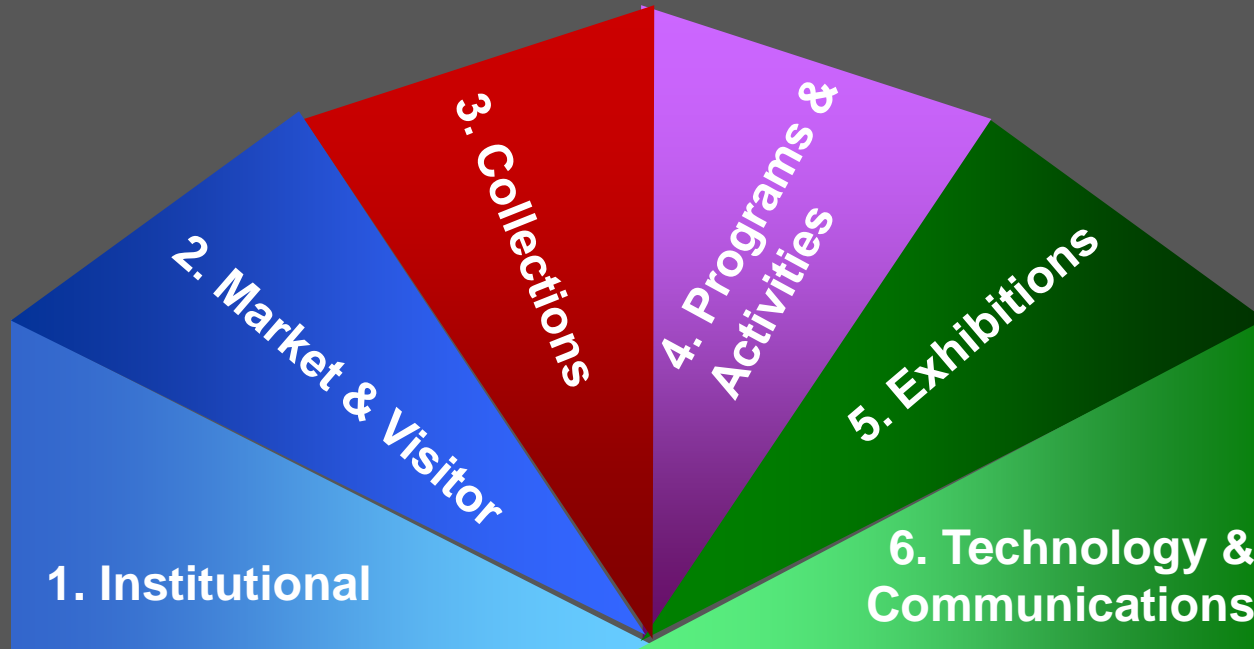 1. Institutional
2. Market & Visitor
3. Collections
4. Programs &
Activities
5. Exhibitions
6. Technology &
Communications